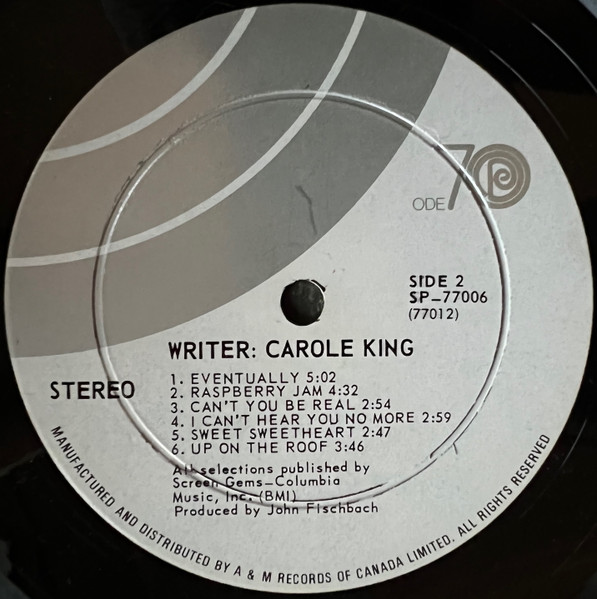 ODE 70
SIDE 2
SP-77006
(77012)
WRITER: CAROLE KING
STEREO
1. EVENTUALLY 5:02
2. RASPBERRY JAM 4:32
3. CAN'T YOU BE REAL 2:54
4. I CAN'T HEAR YOU NO MORE 2:59
5. SWEET SWEETHEART 2:47
6. UP ON THE ROOF 3:46
All selections published by
Screen Gems-Columbia
Music, Inc. (BMI)
Produced by John Fischbach
MANUFACTURED AND DISTRIBUTED BY A & M RECORDS OF CANADA LIMITED. ALL RIGHTS RESERVED